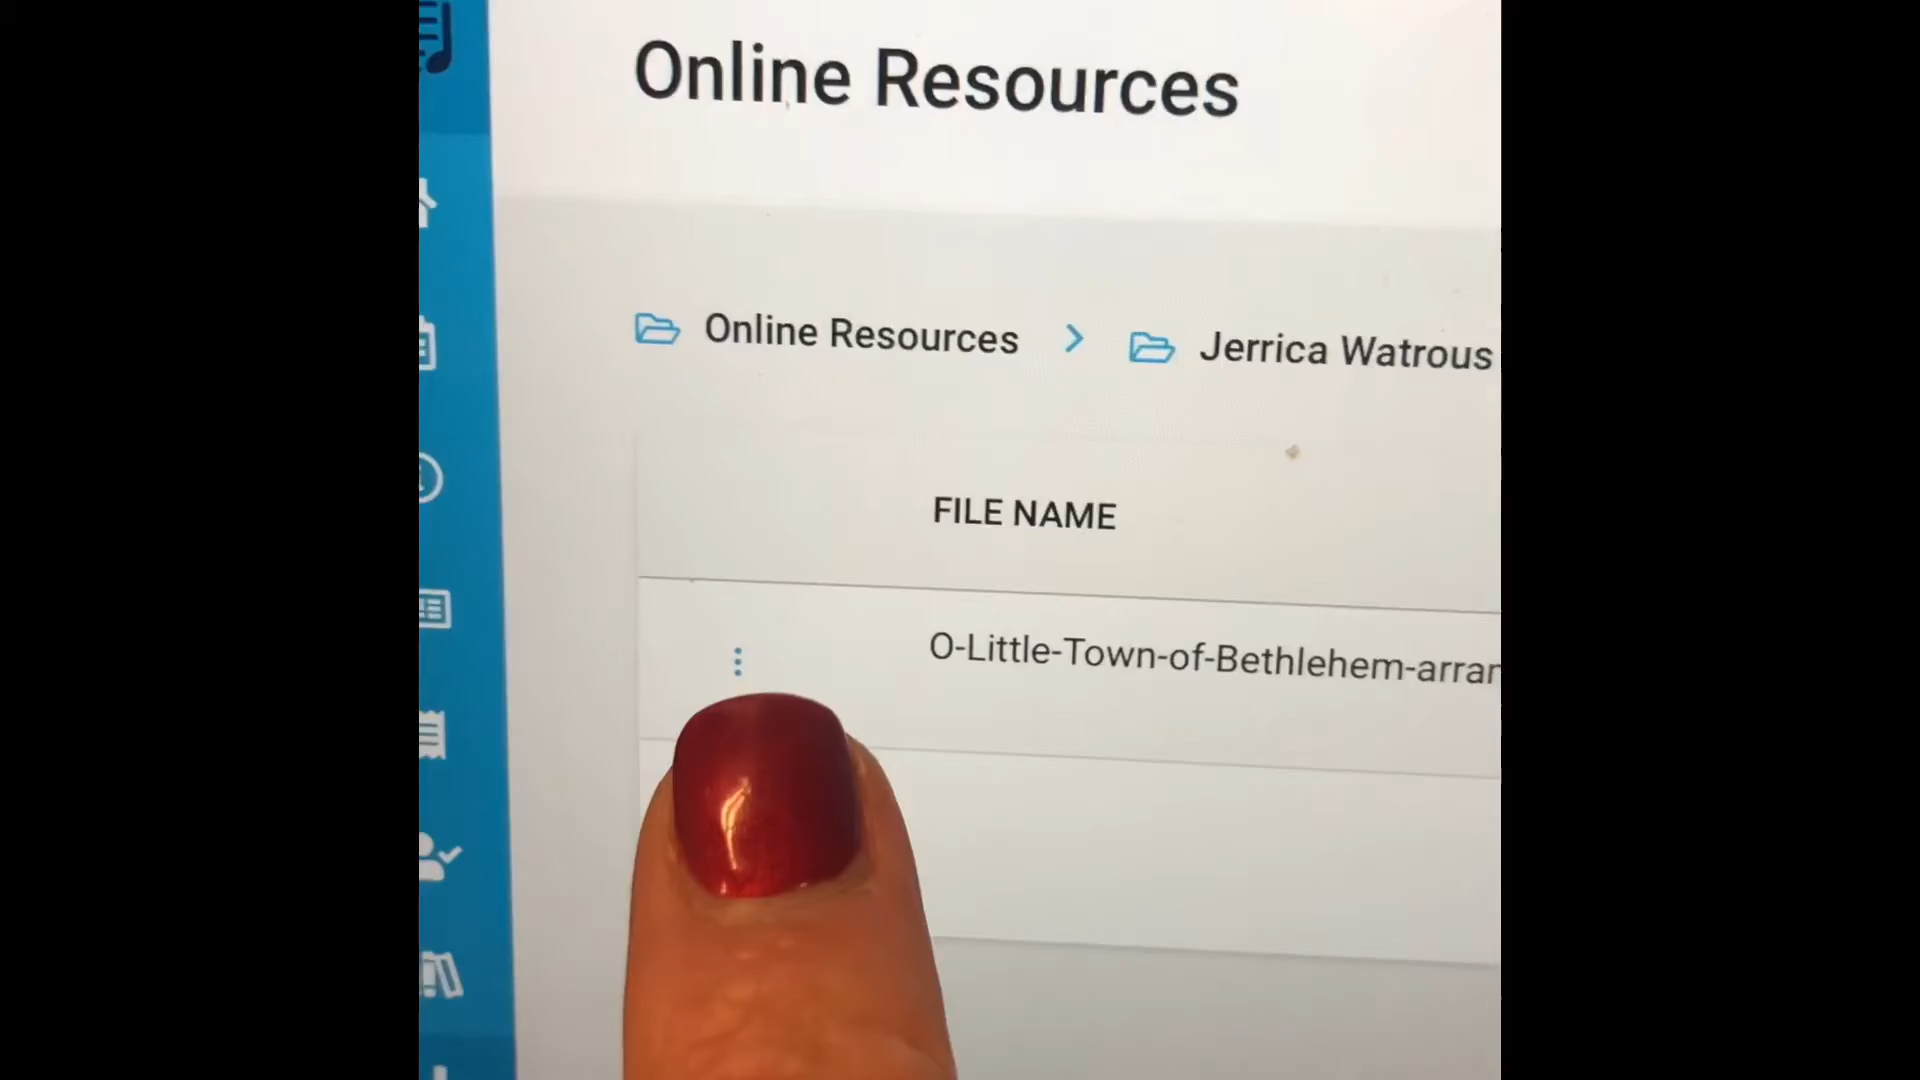 Online Resources
Online Resources > Jerrica Watrous
FILE NAME
O-Little-Town-of-Bethlehem-arran